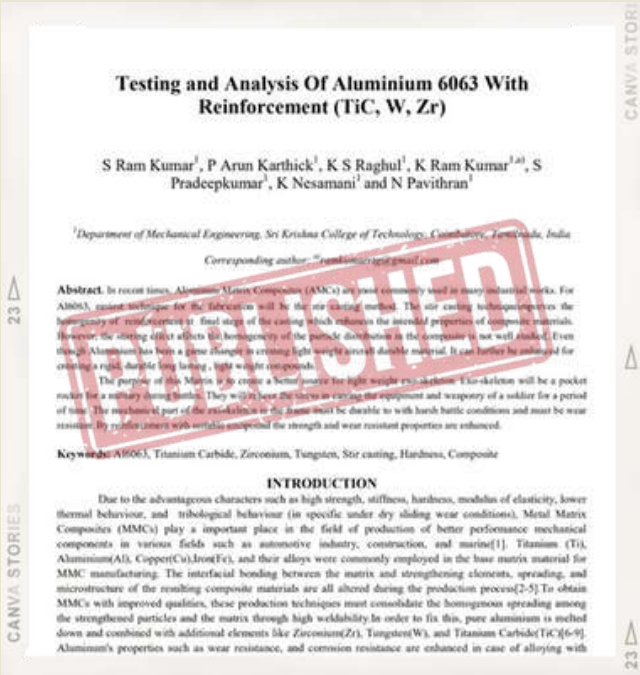 Testing and Analysis Of Aluminium 6063 With
Reinforcement (TiC, W, Zr)
S Ram Kumar¹, P Arun Karthick¹, K S Raghul¹, K Ram Kumar¹ᵃ⁾, S
Pradeepkumar¹, K Nesamani¹ and N Pavithran¹
¹Department of Mechanical Engineering, Sri Krishna College of Technology, Coimbatore, Tamilnadu, India
Corresponding author:
Abstract. In recent times, Aluminium Matrix Composites (AMCs) are most commonly used in many industrial works. For
Al6063, easiest technique for the fabrication will be the stir casting method. The stir casting technique improves the
homogeneity of reinforcement at final stage of the casting which enhances the intended properties of composite materials.
However, the stirring effect affects the homogeneity of the particle distribution in the composite is not well studied. Even
though Aluminium has been a game changer in creating light weight aircraft durable material. It can further be enhanced for
creating a rigid, durable long lasting, light weight compounds.
The purpose of this Matrix is to create a better source for light weight exo-skeleton. Exo-skeleton will be a pocket
rocket for a military during battles. They will the stress in carrying the equipment and weaponry of a soldier for a period
of time. The mechanical part of the exo-skeleton is the frame must be durable to with harsh battle conditions and must be wear
resistant. By reinforcement with suitable compound the strength and wear resistant properties are enhanced.
Keywords: Al6063, Titanium Carbide, Zirconium, Tungsten, Stir casting, Hardness, Composite
PUBLISHED
INTRODUCTION
Due to the advantageous characters such as high strength, stiffness, hardness, modulus of elasticity, lower
thermal behaviour, and tribological behaviour (in specific under dry sliding wear conditions), Metal Matrix
Composites (MMCs) play a important place in the field of production of better performance mechanical
components in various fields such as automotive industry, construction, and marine[1]. Titanium (Ti),
Aluminium(Al), Copper(Cu),Iron(Fe), and their alloys were commonly employed in the base matrix material for
MMC manufacturing. The interfacial bonding between the matrix and strengthening elements, spreading, and
microstructure of the resulting composite materials are all altered during the production process[2-5].To obtain
MMCs with improved qualities, these production techniques must consolidate the homogenous spreading among
the strengthened particles and the matrix through high weldability.In order to fix this, pure aluminium is melted
down and combined with additional elements like Zirconium(Zr), Tungsten(W), and Titanium Carbide(TiC)[6-9].
Aluminum's properties such as wear resistance, and corrosion resistance are enhanced in case of alloying with
23
CANVA STORIES
CANVA STORI
23